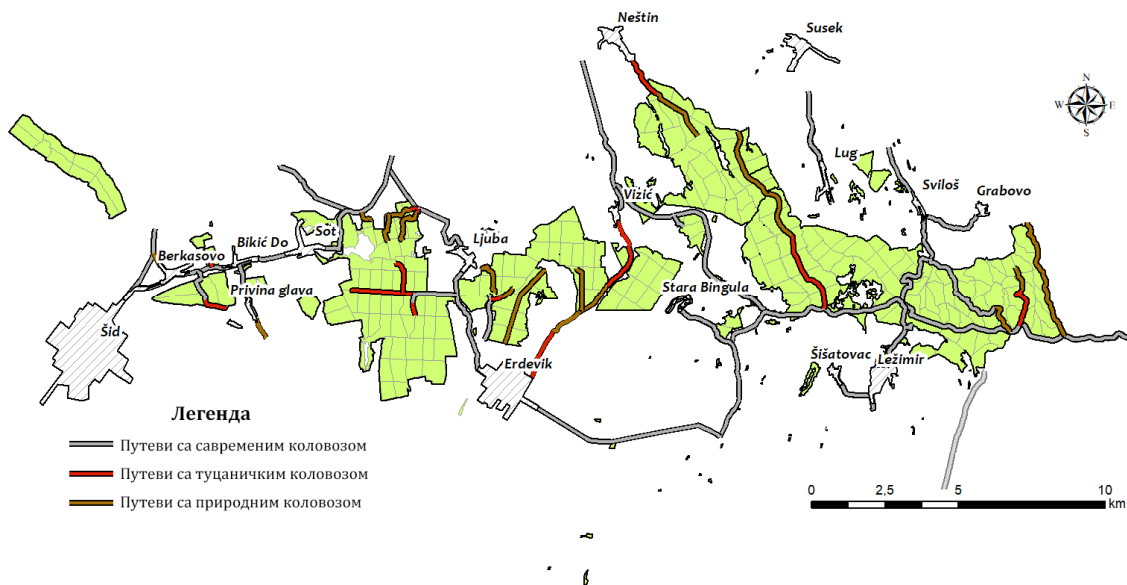 Neštin
Susek
N
W E
S
Lug
Sviloš
Grabovo
Vizić
Sot
Ljuba
Bikić Do
Berkasovo
Privina glava
Stara Bingula
Šid
Erdevik
Šišatovac
Ležimir
Легенда
Путеви са савременим коловозом
Путеви са туцаничким коловозом
Путеви са природним коловозом
0 2,5 5 10
km